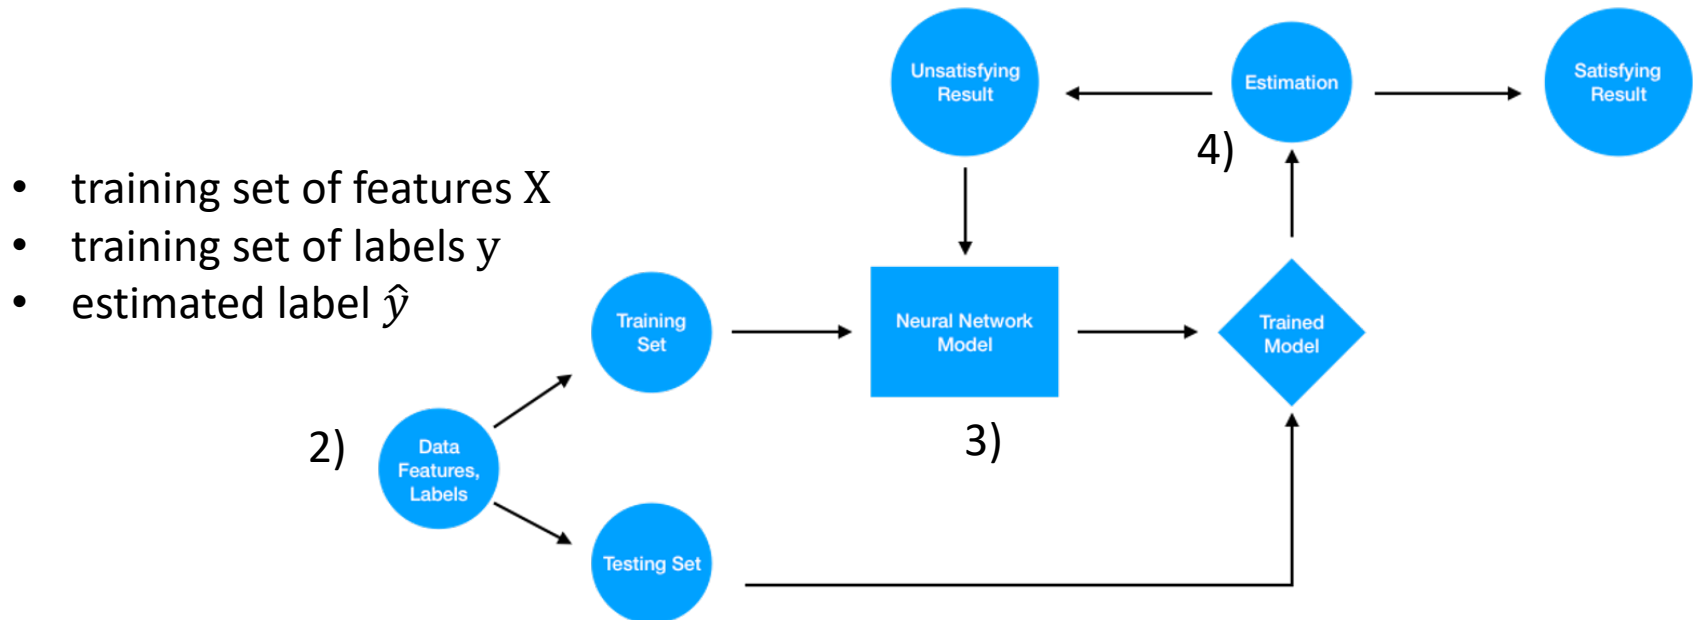 • training set of features X
• training set of labels y
• estimated label ŷ
2)
Data
Features,
Labels
Training
Set
Testing Set
Neural Network
Model
3)
Trained
Model
4)
Estimation
Unsatisfying
Result
Satisfying
Result